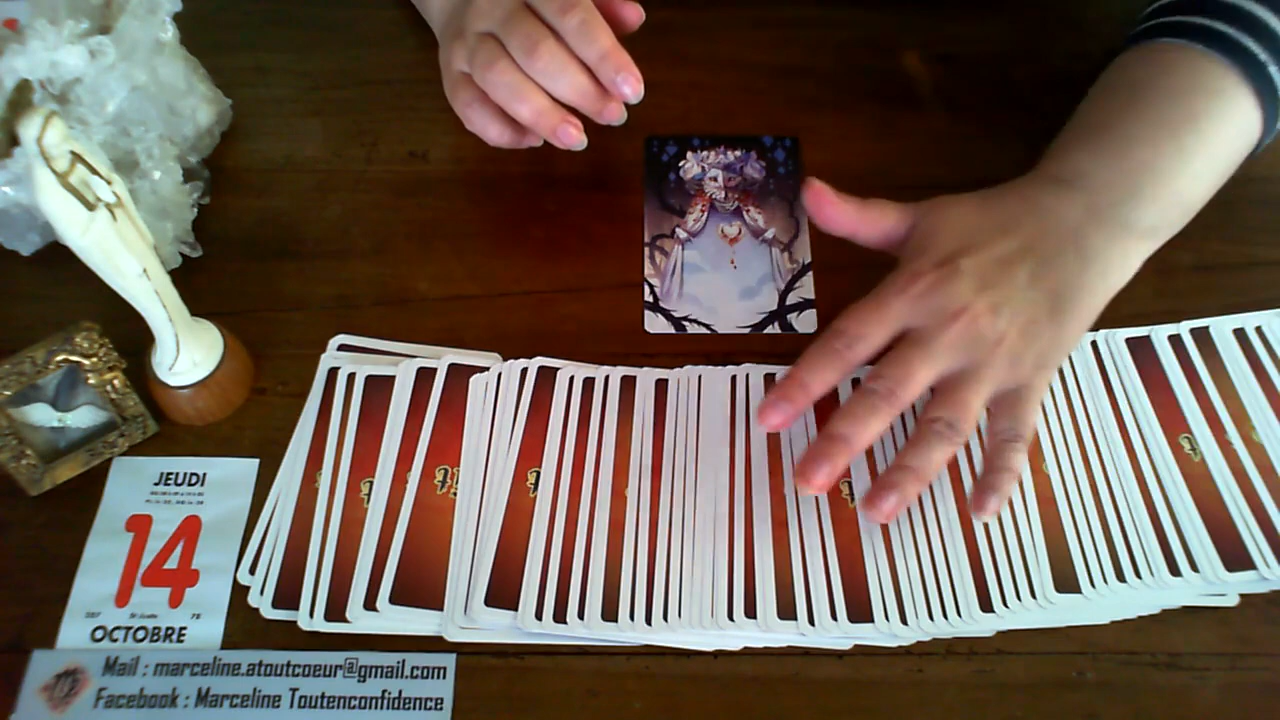 JEUDI
14
OCTOBRE
Mail : marceline.atoutcoeur@gmail.com
Facebook : Marceline Toutenconfidence